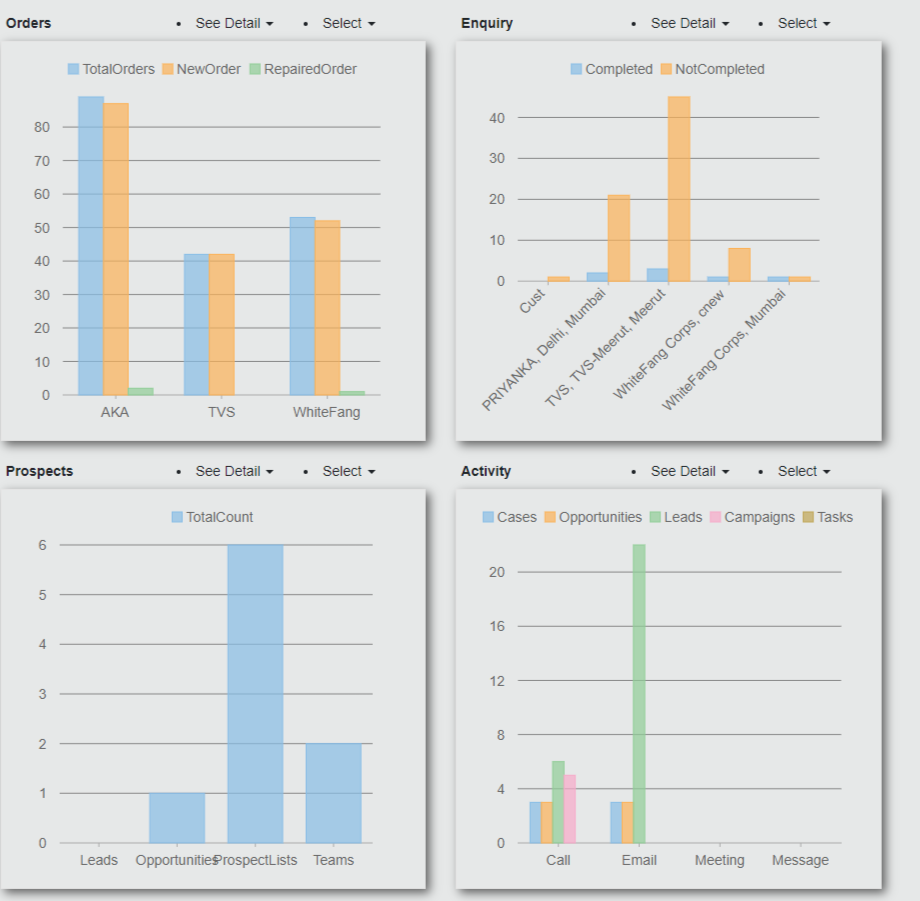 Orders • See Detail • Select
TotalOrders NewOrder RepairedOrder
80
70
60
50
40
30
20
10
0
AKA TVS WhiteFang
Enquiry • See Detail • Select
Completed NotCompleted
40
30
20
10
0
Cust
PRIYANKA, Delhi, Mumbai
TVS, TVS-Meerut, Meerut
WhiteFang Corps, cnew
WhiteFang Corps, Mumbai
Prospects • See Detail • Select
TotalCount
6
5
4
3
2
1
0
Leads Opportunities ProspectLists Teams
Activity • See Detail • Select
Cases Opportunities Leads Campaigns Tasks
20
16
12
8
4
0
Call Email Meeting Message